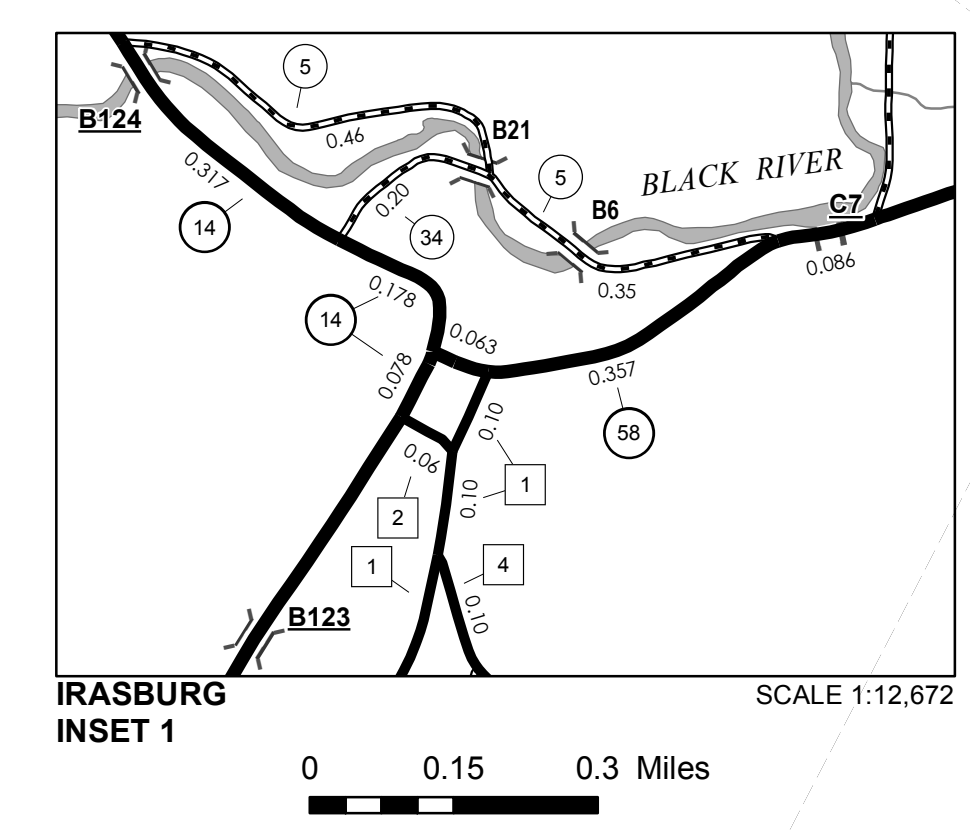 5
B124
0.46
B21
0.317
14
0.20
34
5
B6
BLACK RIVER
C7
0.086
0.35
0.178
14
0.063
0.078
0.357
58
0.10
0.06
1
0.10
2
1
4
0.10
B123
IRASBURG
INSET 1
SCALE 1:12,672
0 0.15 0.3 Miles